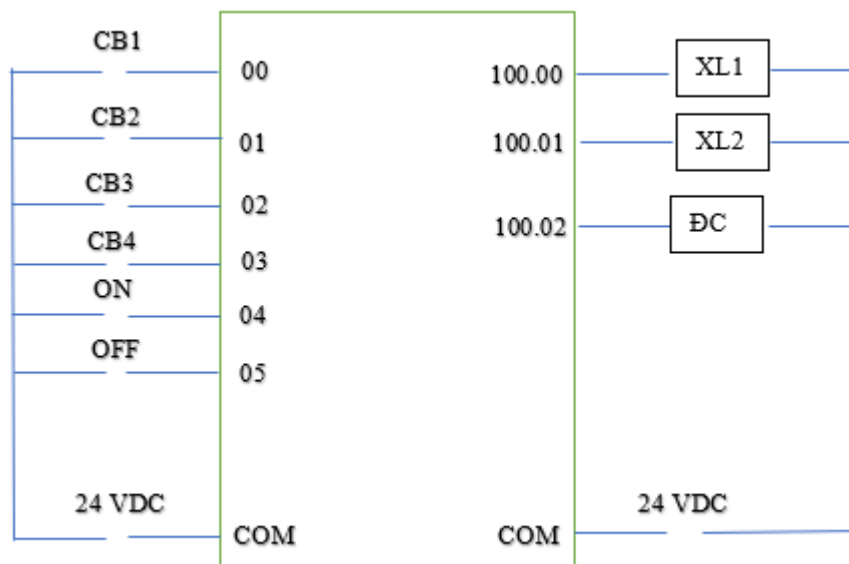 CB1
00
100.00
XL1
CB2
01
100.01
XL2
CB3
02
100.02
ĐC
CB4
03
ON
04
OFF
05
24 VDC
24 VDC
COM
COM